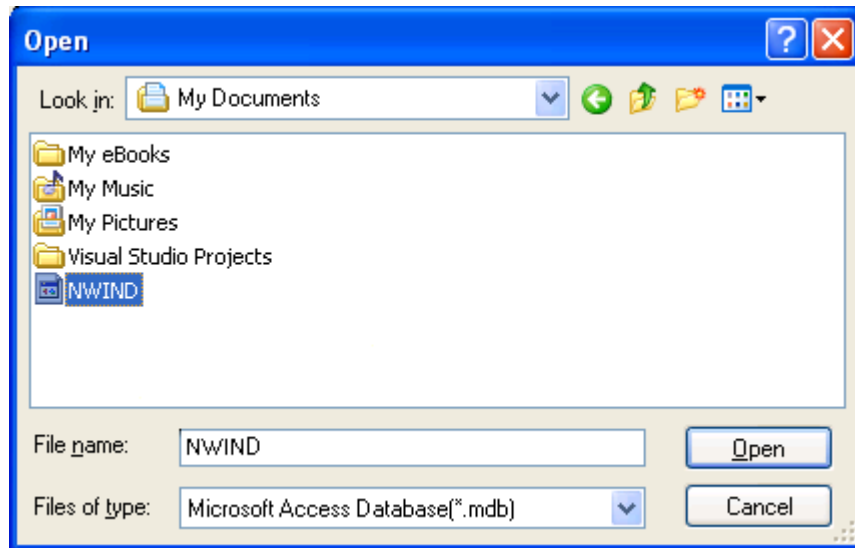 Open
Look in: My Documents
My eBooks
My Music
My Pictures
Visual Studio Projects
NWIND
File name: NWIND Open
Files of type: Microsoft Access Database(*.mdb) Cancel